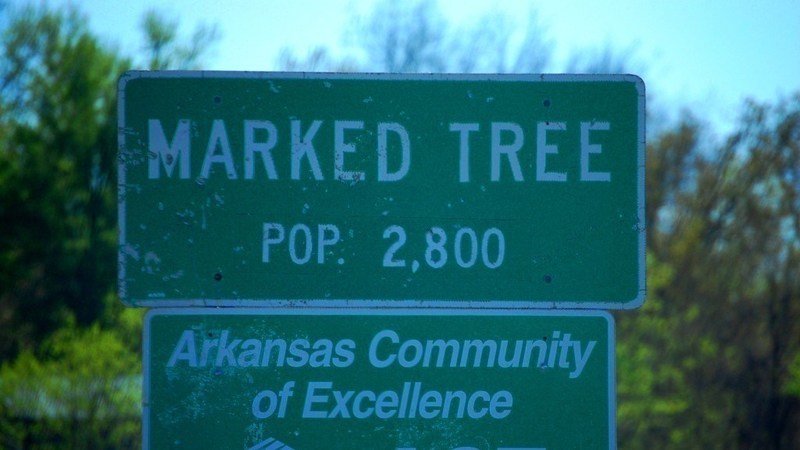 MARKED TREE
POP. 2,800
Arkansas Community
of Excellence